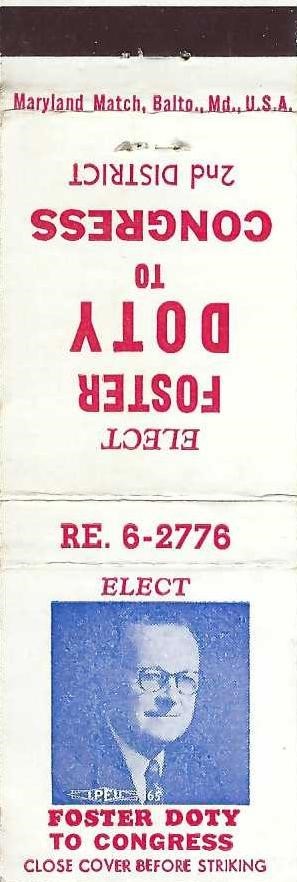 Maryland Match, Balto., Md., U.S.A.
ELECT
FOSTER
DOTY
TO
CONGRESS
2nd DISTRICT
RE. 6-2776
ELECT
I.P.E.U. 65
FOSTER DOTY
TO CONGRESS
CLOSE COVER BEFORE STRIKING